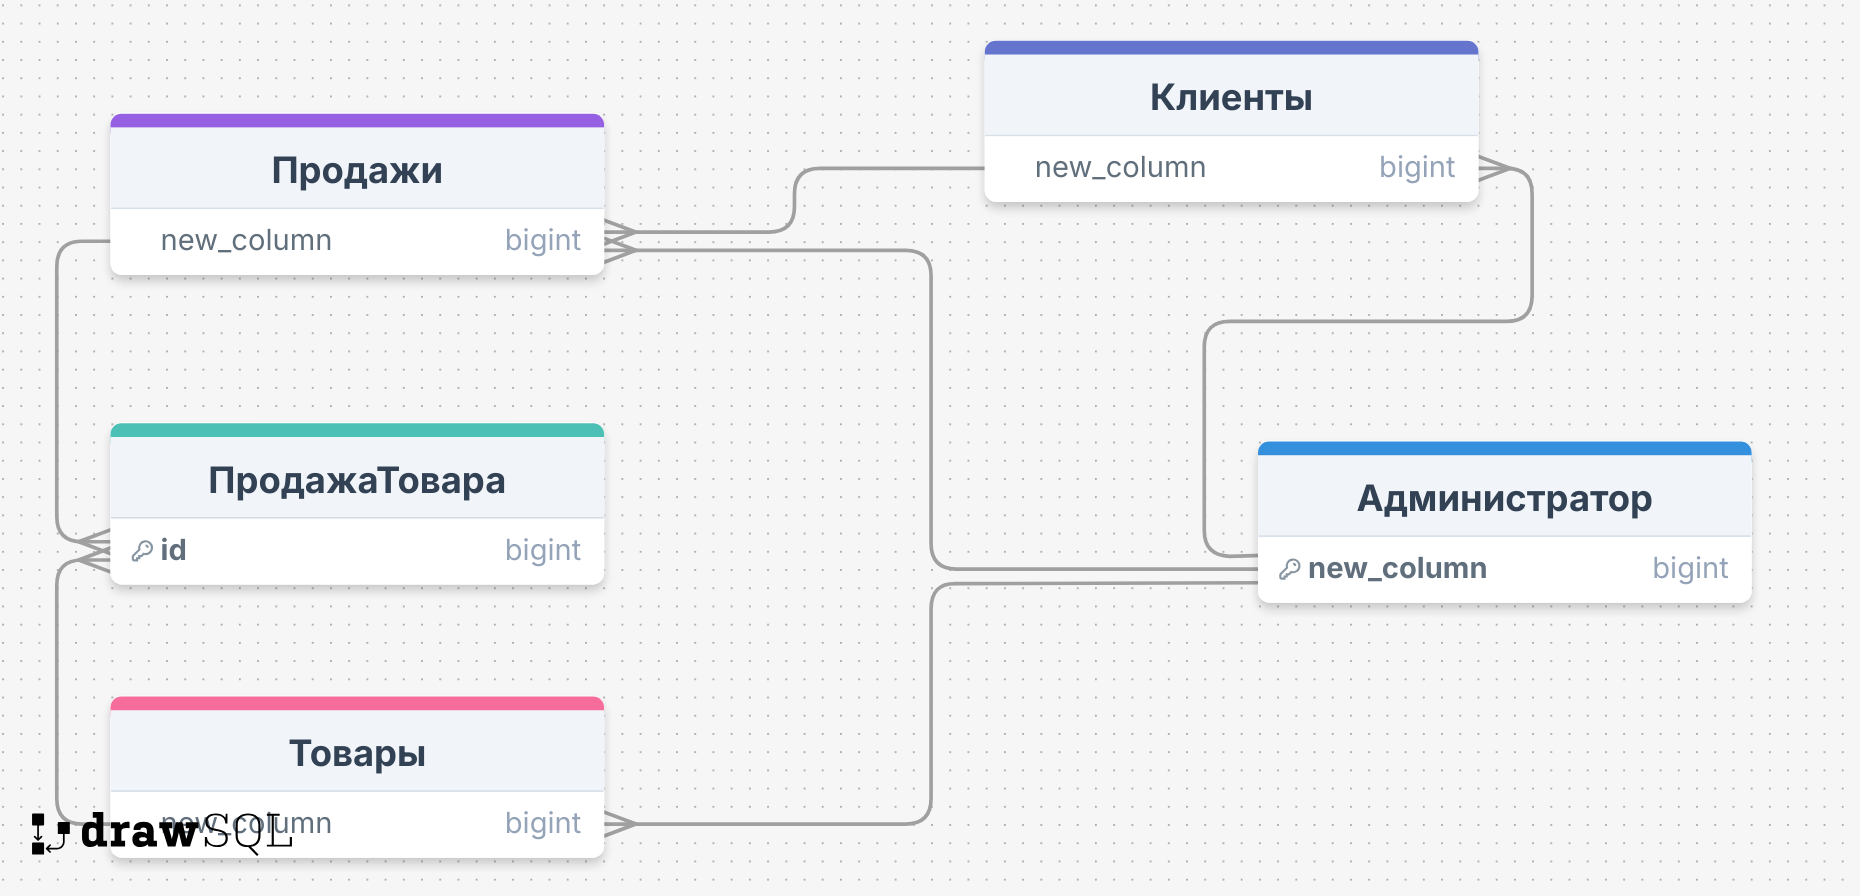 Клиенты
new_column bigint
Продажи
new_column bigint
ПродажаТовара
id bigint
Администратор
new_column bigint
Товары
new_column bigint
drawSQL